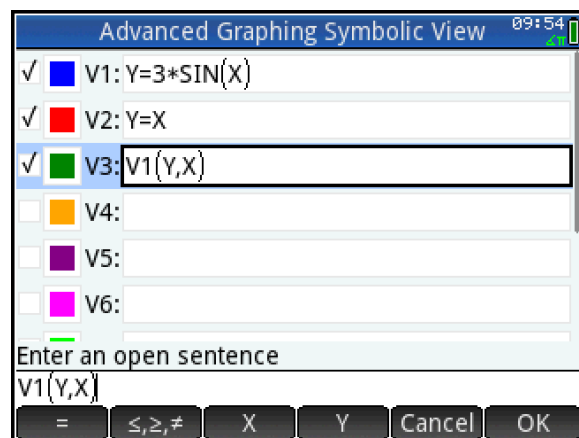 Advanced Graphing Symbolic View 09:54
∡π
√ V1: Y=3*SIN(X)
√ V2: Y=X
√ V3: V1(Y,X)
V4:
V5:
V6:
Enter an open sentence
V1(Y,X)
= ≤,≥,≠ X Y Cancel OK